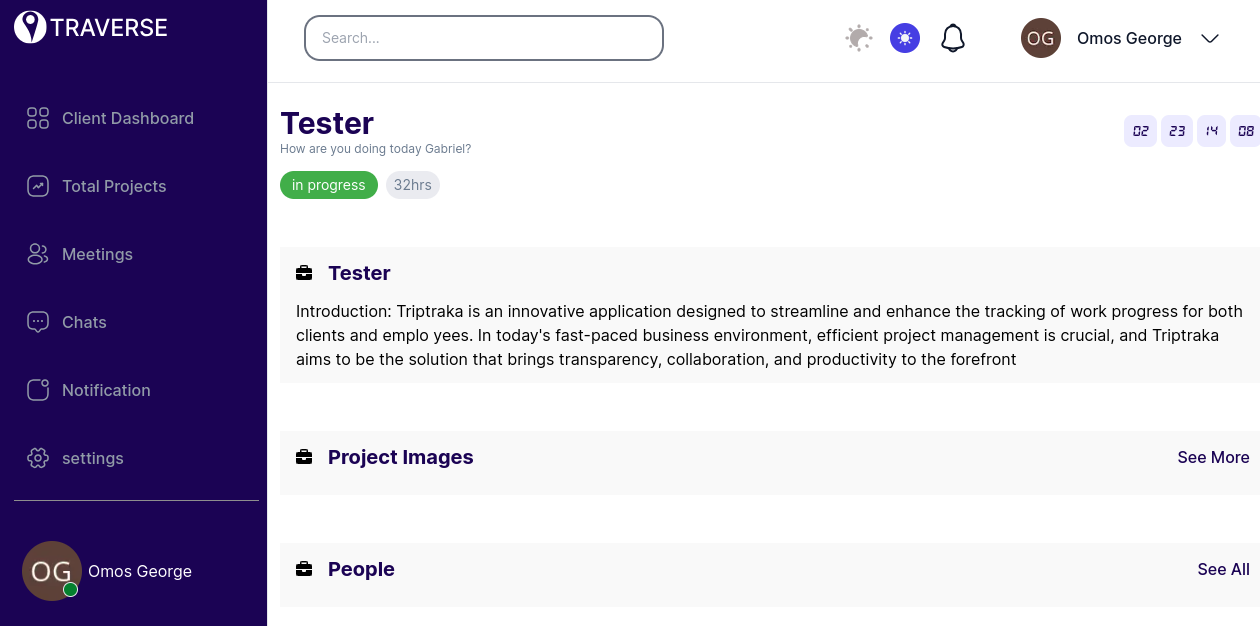 TRAVERSE
Client Dashboard
Total Projects
Meetings
Chats
Notification
settings
OG Omos George
Search...
OG Omos George
Tester
How are you doing today Gabriel?
02 23 14 08
in progress 32hrs
Tester
Introduction: Triptraka is an innovative application designed to streamline and enhance the tracking of work progress for both
clients and emplo yees. In today's fast-paced business environment, efficient project management is crucial, and Triptraka
aims to be the solution that brings transparency, collaboration, and productivity to the forefront
Project Images See More
People See All